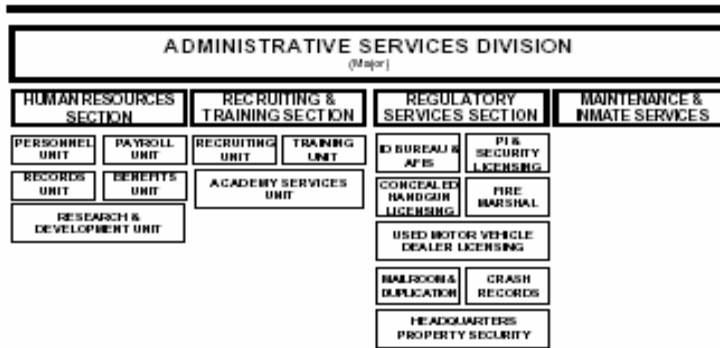 ADMINISTRATIVE SERVICES DIVISION
(Major)
HUMAN RESOURCES
SECTION
PERSONNEL
UNIT
PAYROLL
UNIT
RECORDS
UNIT
BENEFITS
UNIT
RESEARCH &
DEVELOPMENT UNIT
RECRUITING &
TRAINING SECTION
RECRUITING
UNIT
TRAINING
UNIT
ACADEMY SERVICES
UNIT
REGULATORY
SERVICES SECTION
ID BUREAU &
AFIS
PI &
SECURITY
LICENSING
CONCEALED
HANDGUN
LICENSING
FIRE
MARSHAL
USED MOTOR VEHICLE
DEALER LICENSING
MAILROOM &
DUPLICATION
CRASH
RECORDS
HEADQUARTERS
PROPERTY SECURITY
MAINTENANCE &
INMATE SERVICES